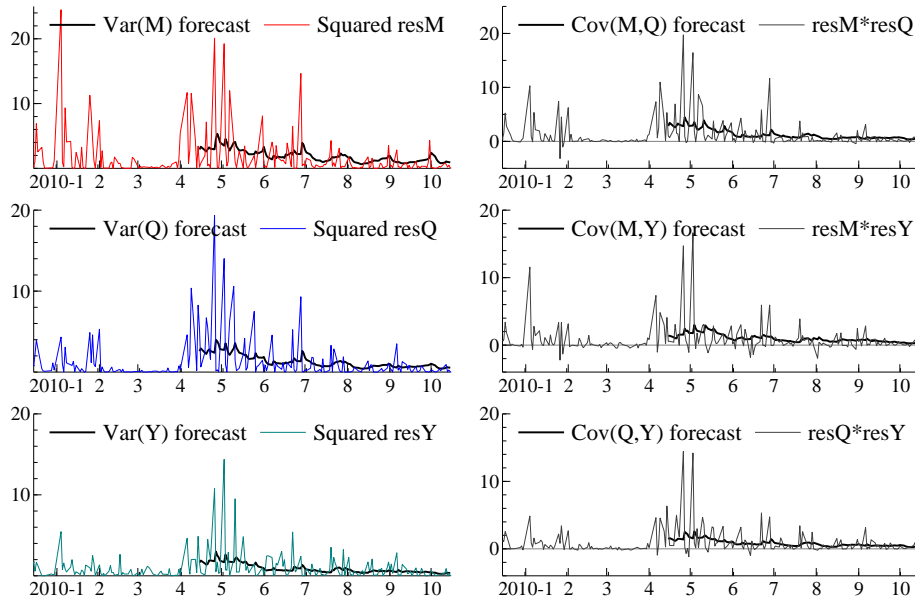 Var(M) forecast Squared resM
20
10
2010-1 2 3 4 5 6 7 8 9 10
Cov(M,Q) forecast resM*resQ
20
10
0
2010-1 2 3 4 5 6 7 8 9 10
Var(Q) forecast Squared resQ
20
10
2010-1 2 3 4 5 6 7 8 9 10
Cov(M,Y) forecast resM*resY
20
10
0
2010-1 2 3 4 5 6 7 8 9 10
Var(Y) forecast Squared resY
20
10
2010-1 2 3 4 5 6 7 8 9 10
Cov(Q,Y) forecast resQ*resY
20
10
0
2010-1 2 3 4 5 6 7 8 9 10